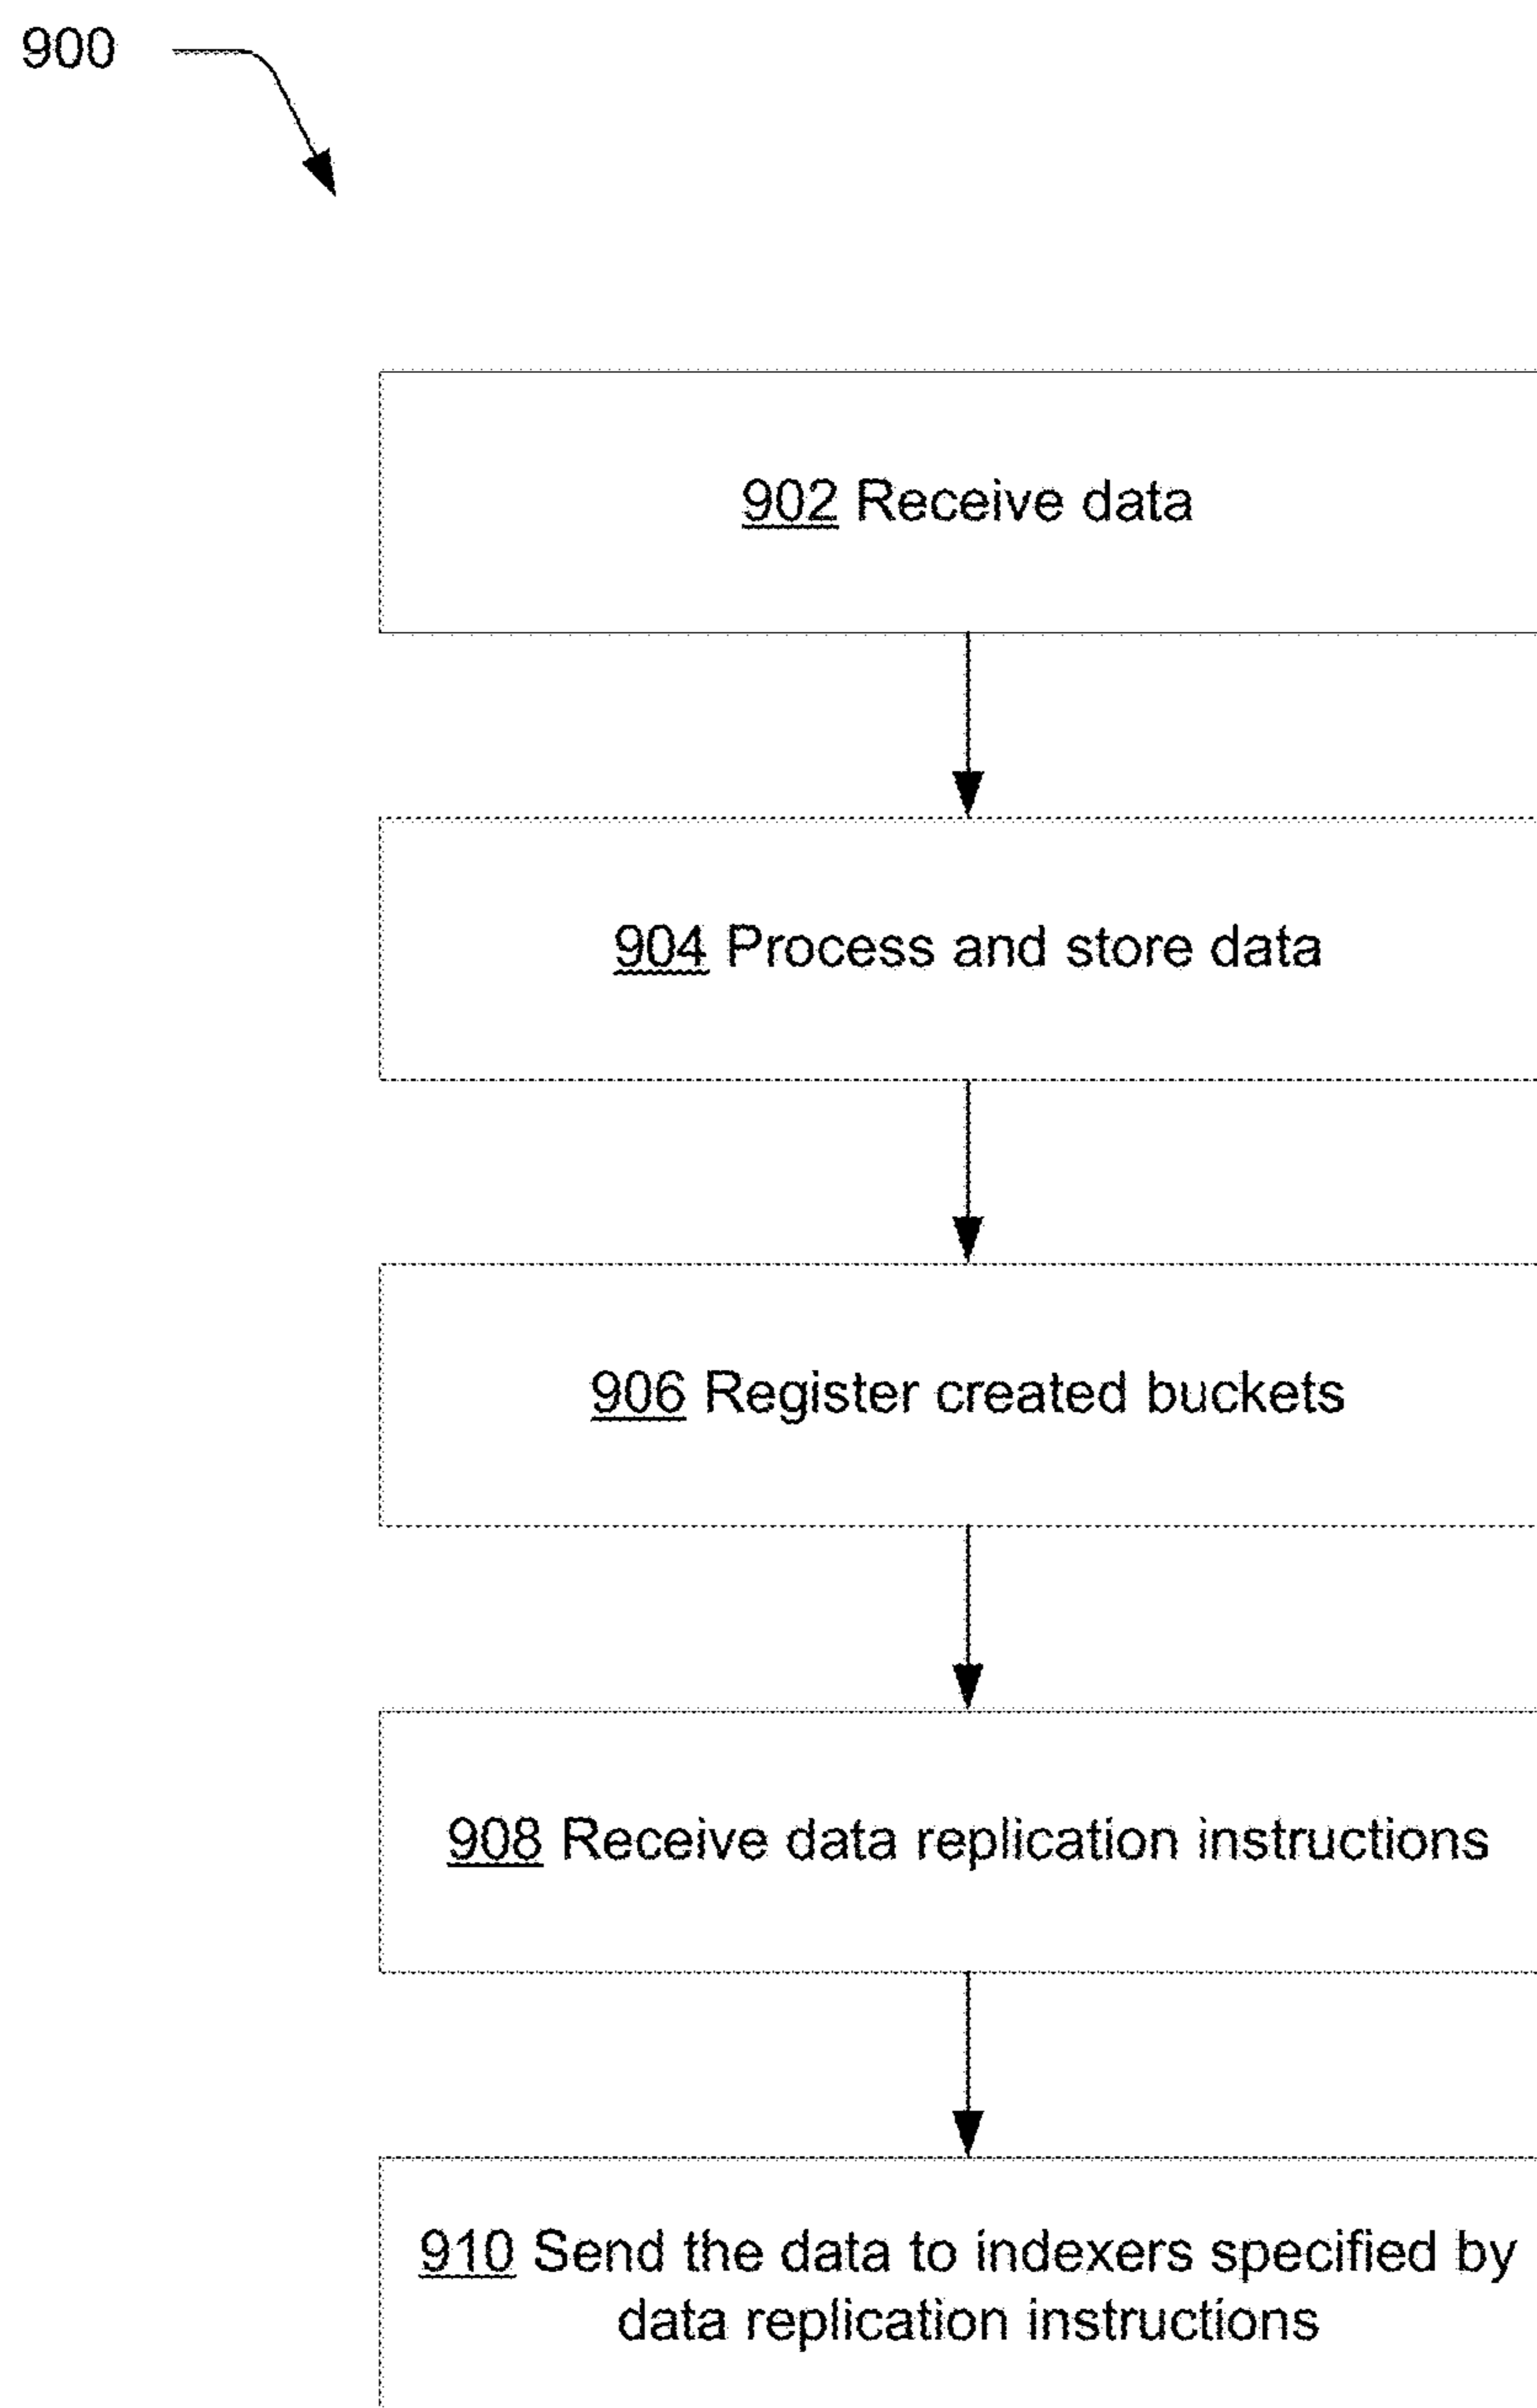 900
902 Receive data
904 Process and store data
906 Register created buckets
908 Receive data replication instructions
910 Send the data to indexers specified by
data replication instructions